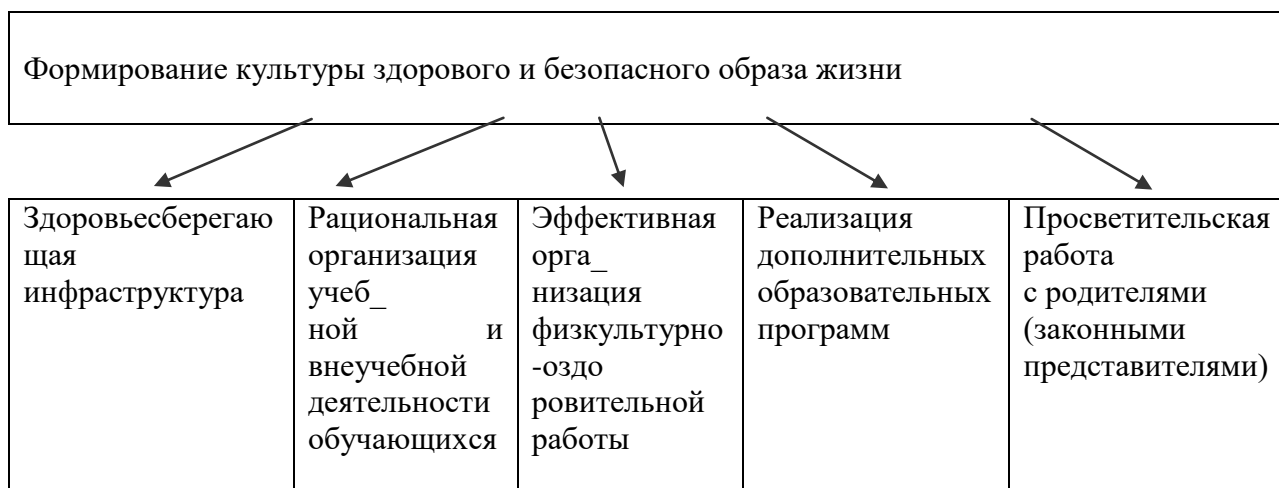 Формирование культуры здорового и безопасного образа жизни
Здоровьесберегаю
щая
инфраструктура
Рациональная
организация
учеб_
ной и
внеучебной
деятельности
обучающихся
Эффективная
орга_
низация
физкультурно
-оздо
ровительной
работы
Реализация
дополнительных
образовательных
программ
Просветительская
работа
с родителями
(законными
представителями)